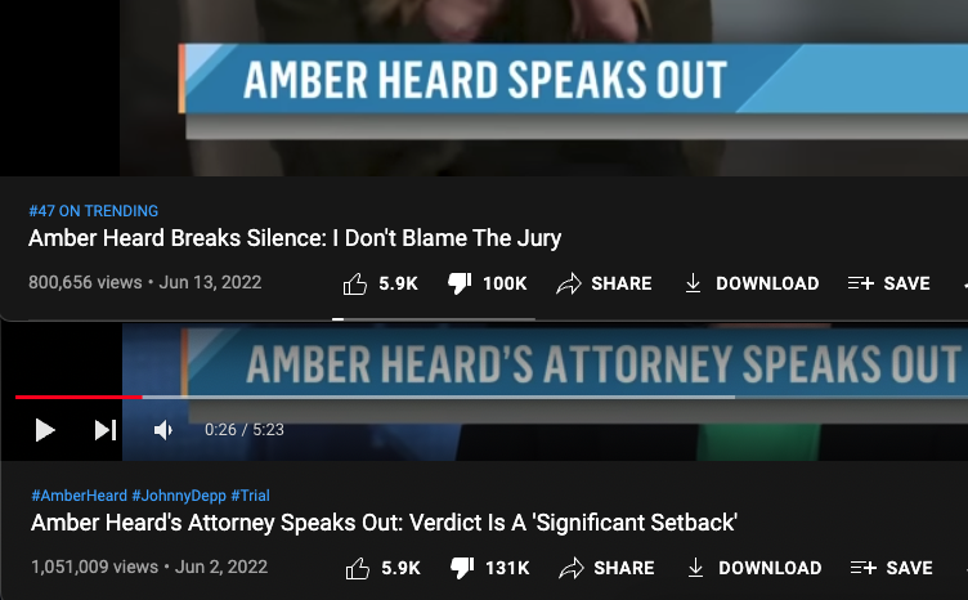 AMBER HEARD SPEAKS OUT
#47 ON TRENDING
Amber Heard Breaks Silence: I Don't Blame The Jury
800,656 views • Jun 13, 2022 5.9K 100K SHARE DOWNLOAD SAVE
AMBER HEARD'S ATTORNEY SPEAKS OUT
0:26 / 5:23
#AmberHeard #JohnnyDepp #Trial
Amber Heard's Attorney Speaks Out: Verdict Is A 'Significant Setback'
1,051,009 views • Jun 2, 2022 5.9K 131K SHARE DOWNLOAD SAVE